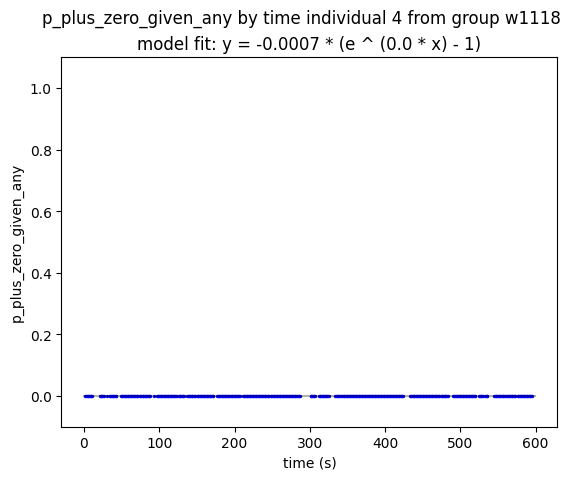 p_plus_zero_given_any by time individual 4 from group w1118
model fit: y = -0.0007 * (e ^ (0.0 * x) - 1)
1.0
0.8
0.6
0.4
0.2
0.0
p_plus_zero_given_any
0 100 200 300 400 500 600
time (s)